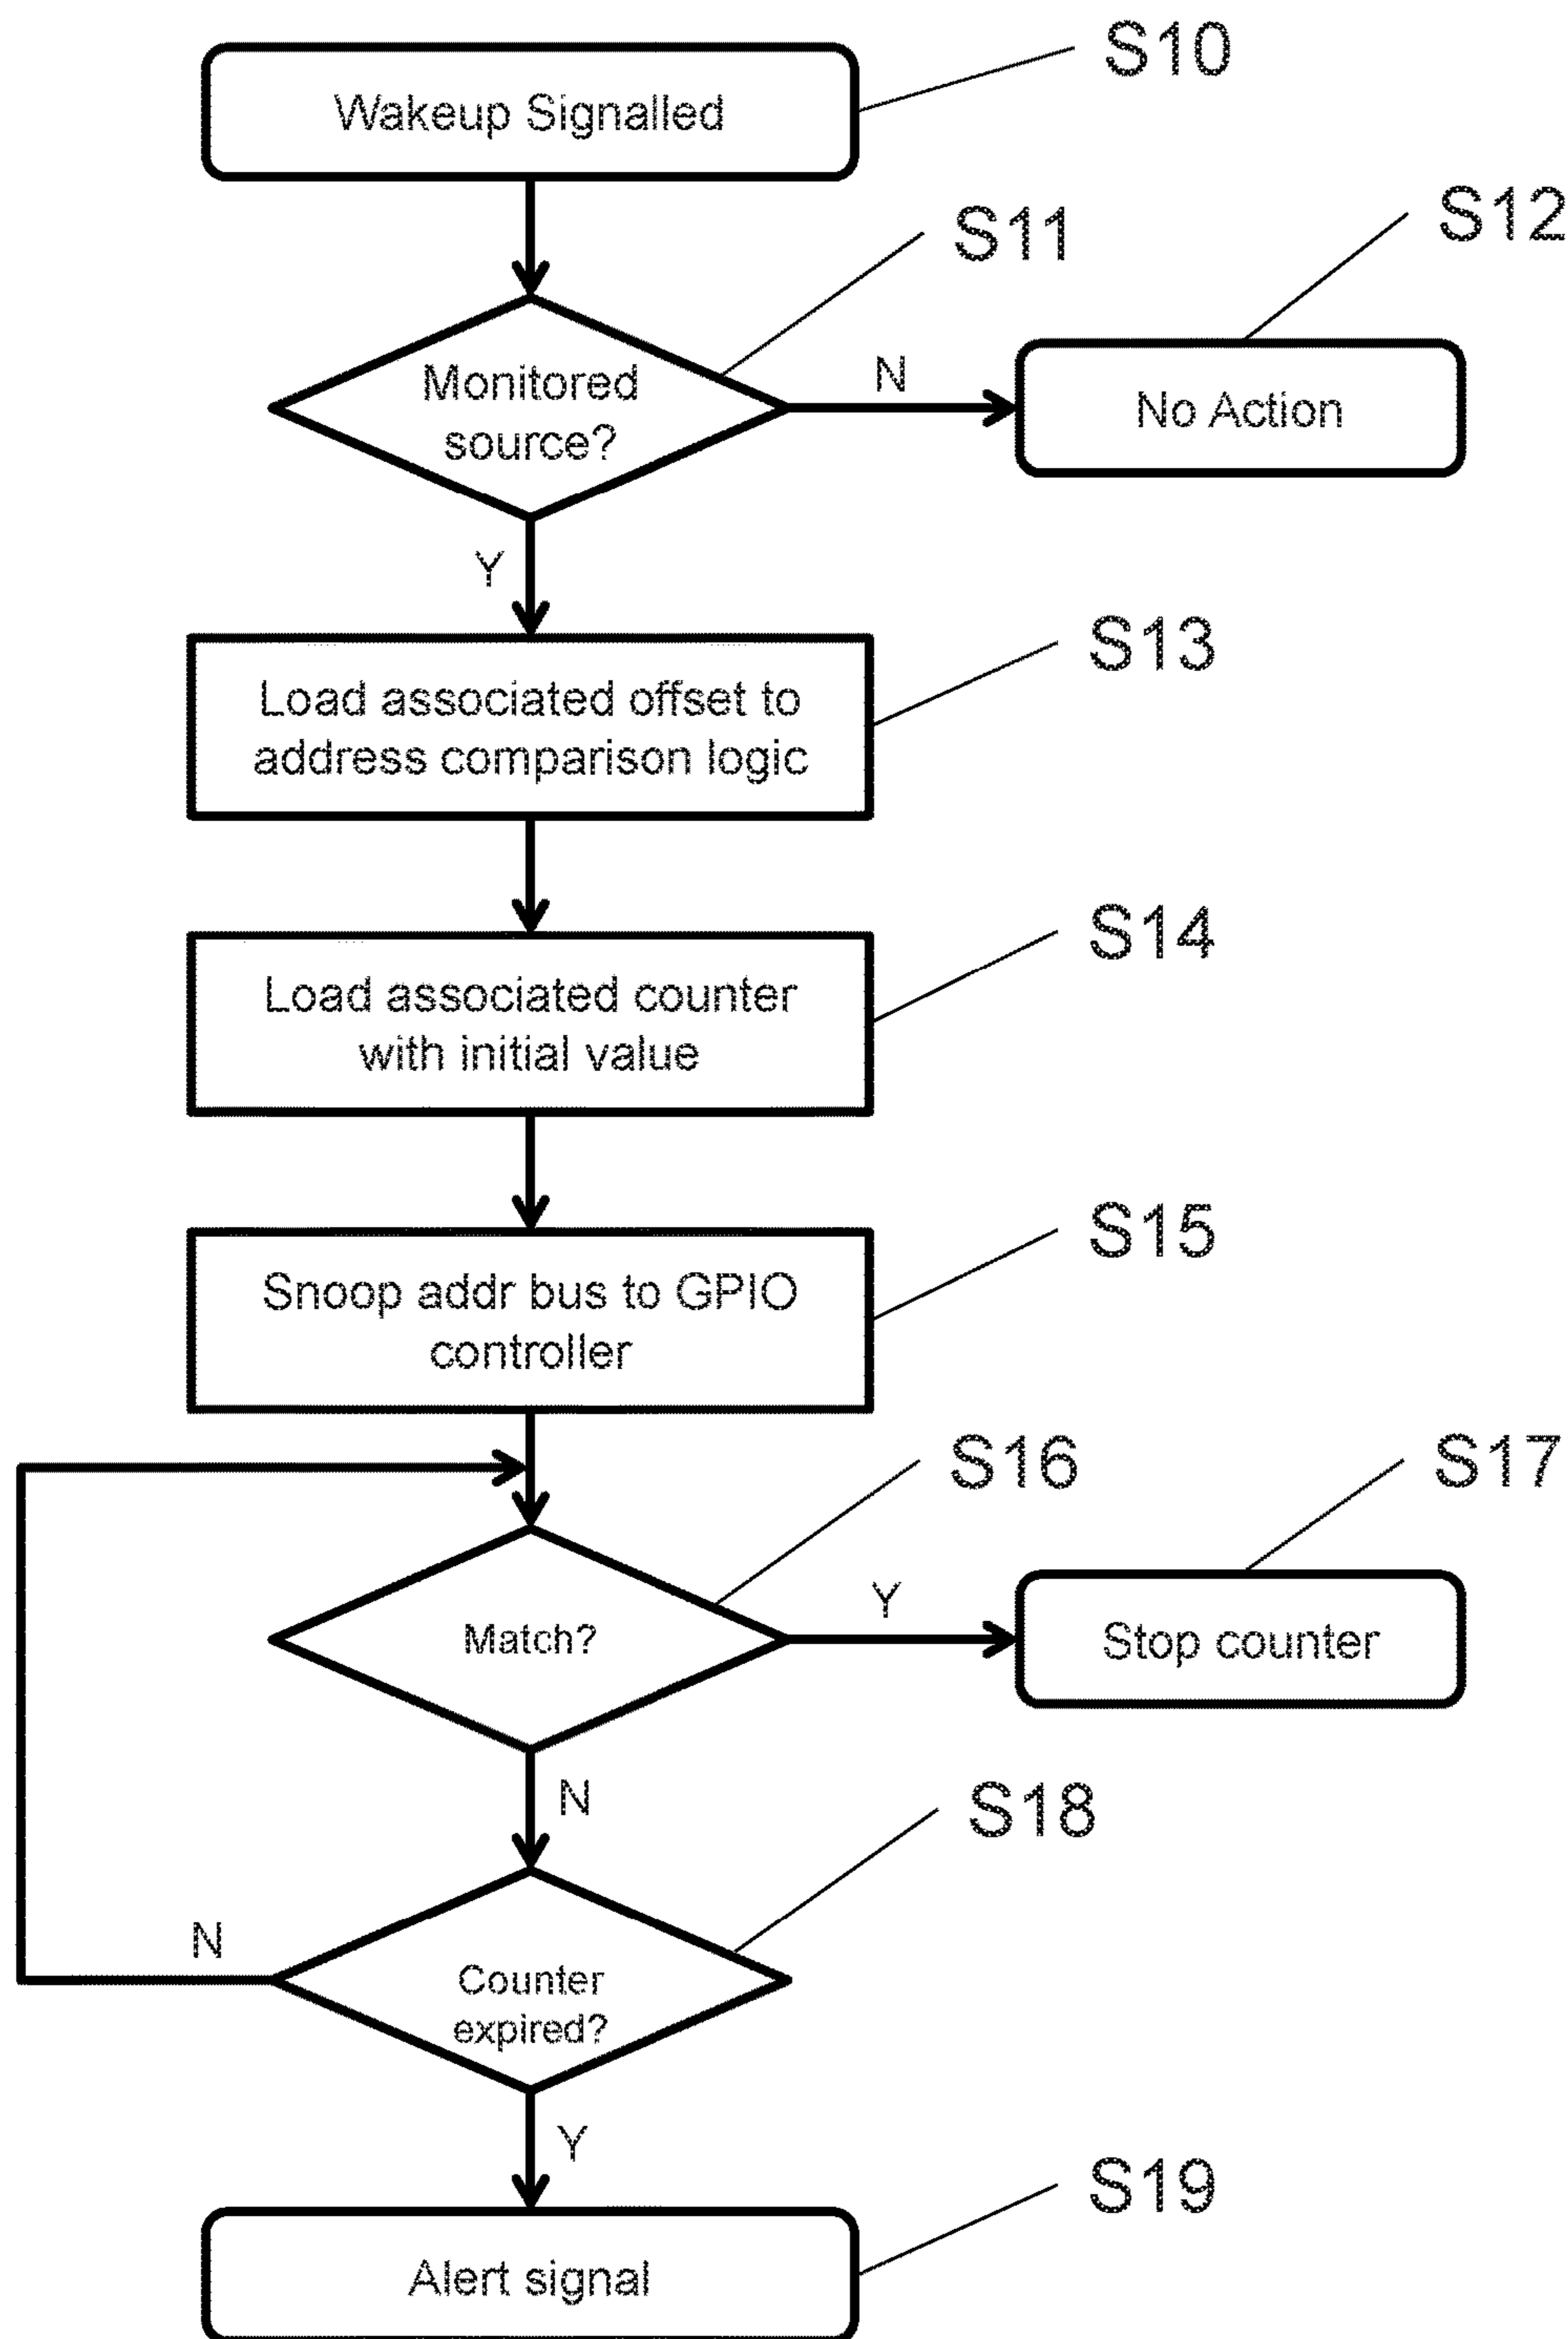 S10
Wakeup Signalled
S11
S12
Monitored
source?
N
No Action
Y
S13
Load associated offset to
address comparison logic
S14
Load associated counter
with initial value
S15
Snoop addr bus to GPIO
controller
S16
S17
Match?
Y
Stop counter
N
S18
N
Counter
expired?
Y
S19
Alert signal